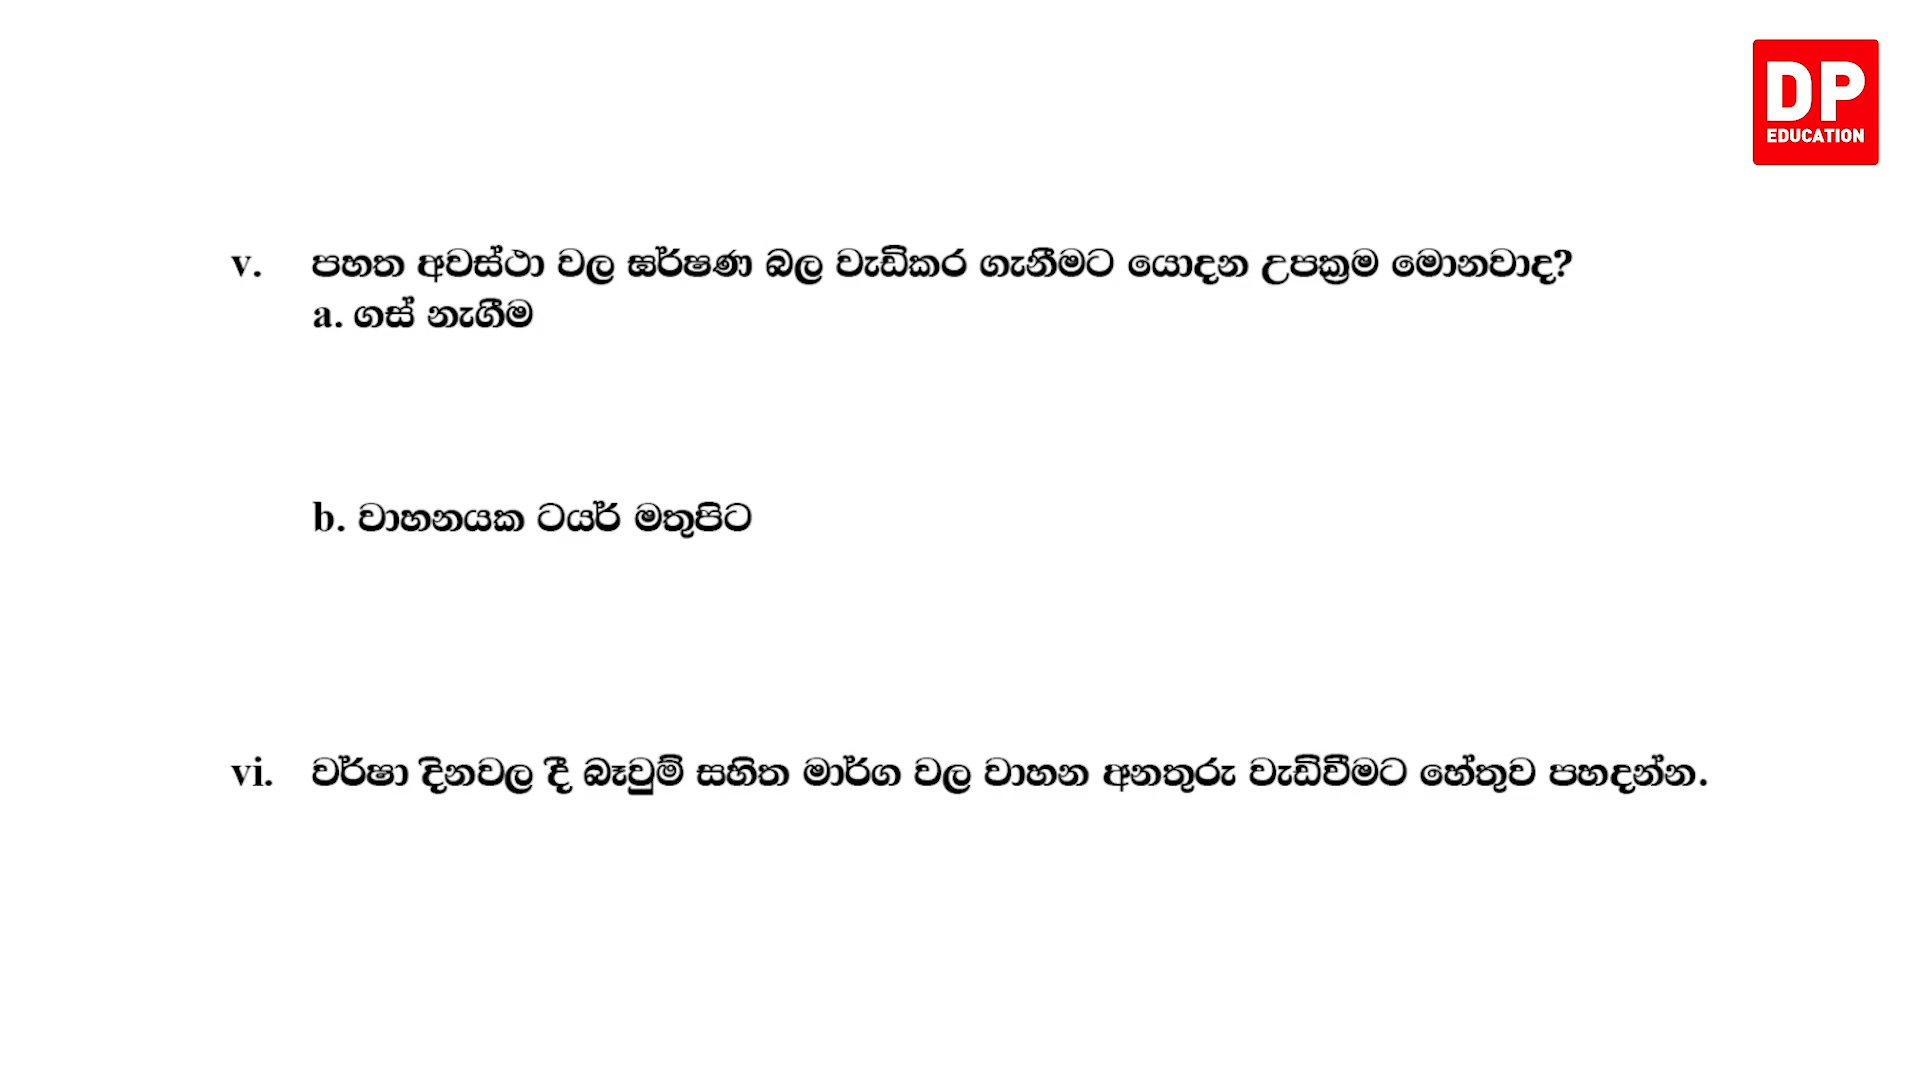 DP
EDUCATION
v. පහත අවස්ථා වල ඝර්ෂණ බල වැඩිකර ගැනීමට යොදන උපක්‍රම මොනවාද?
a. ගස් නැගීම
b. වාහනයක ටයර් මතුපිට
vi. වර්ෂා දිනවල දී බෑවුම් සහිත මාර්ග වල වාහන අනතුරු වැඩිවීමට හේතුව පහදන්න.